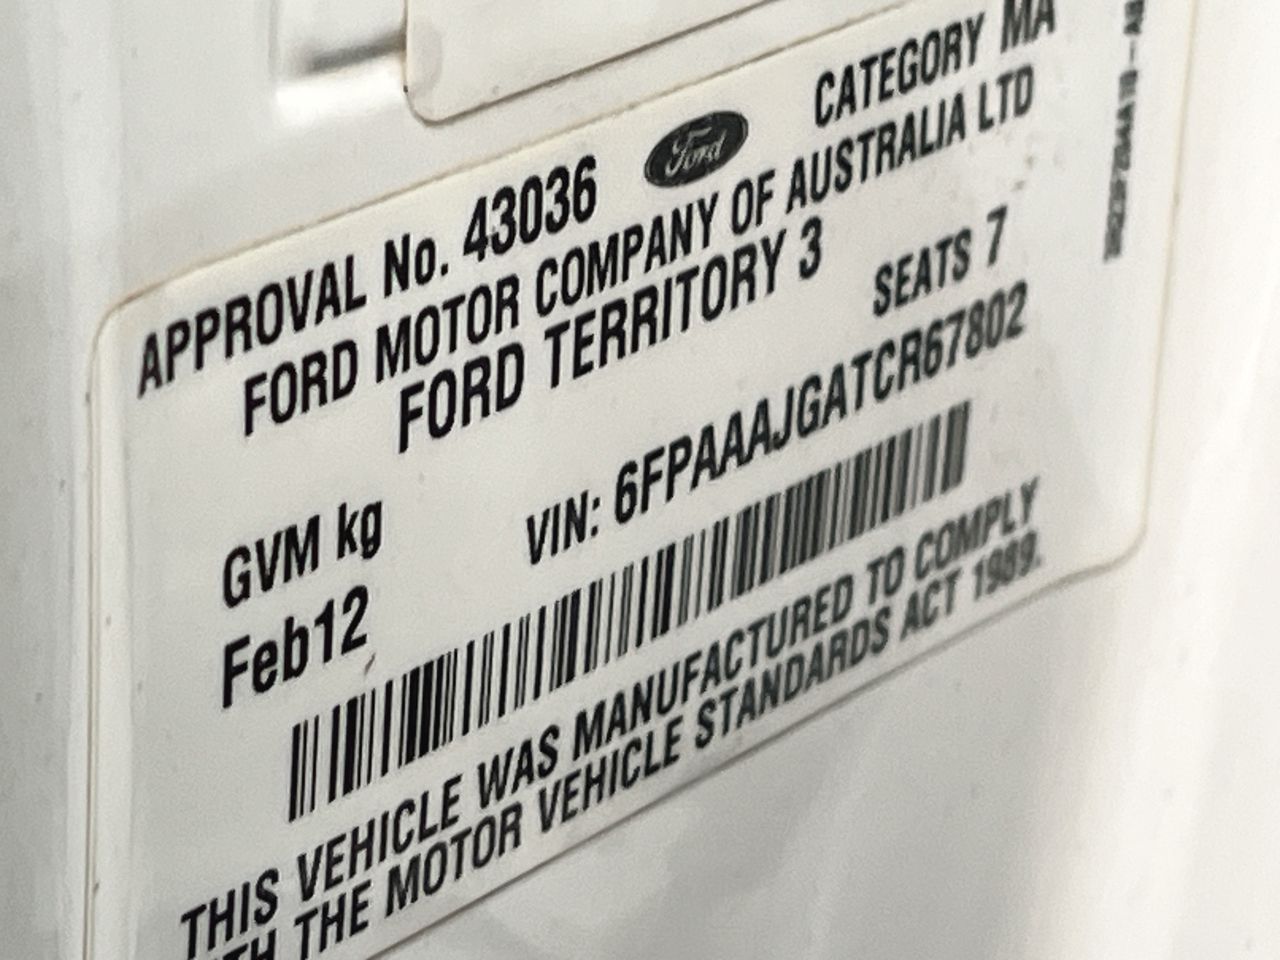 APPROVAL No. 43036 Ford CATEGORY MA
FORD MOTOR COMPANY OF AUSTRALIA LTD
FORD TERRITORY 3
SEATS 7
GVM kg
VIN: 6FPAAAJGATCR67802
Feb12
THIS VEHICLE WAS MANUFACTURED TO COMPLY
THE MOTOR VEHICLE STANDARDS ACT 1989.